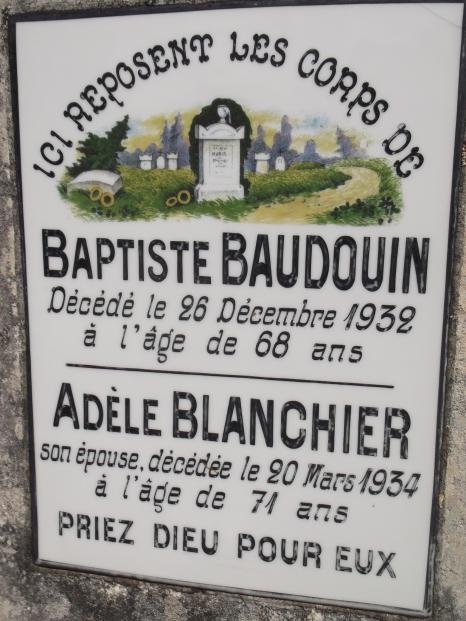 ICI REPOSENT LES CORPS DE
BAPTISTE BAUDOUIN
Décédé le 26 Décembre 1932
à l'âge de 68 ans
ADÈLE BLANCHIER
son épouse, décédée le 20 Mars 1934
à l'âge de 71 ans
PRIEZ DIEU POUR EUX